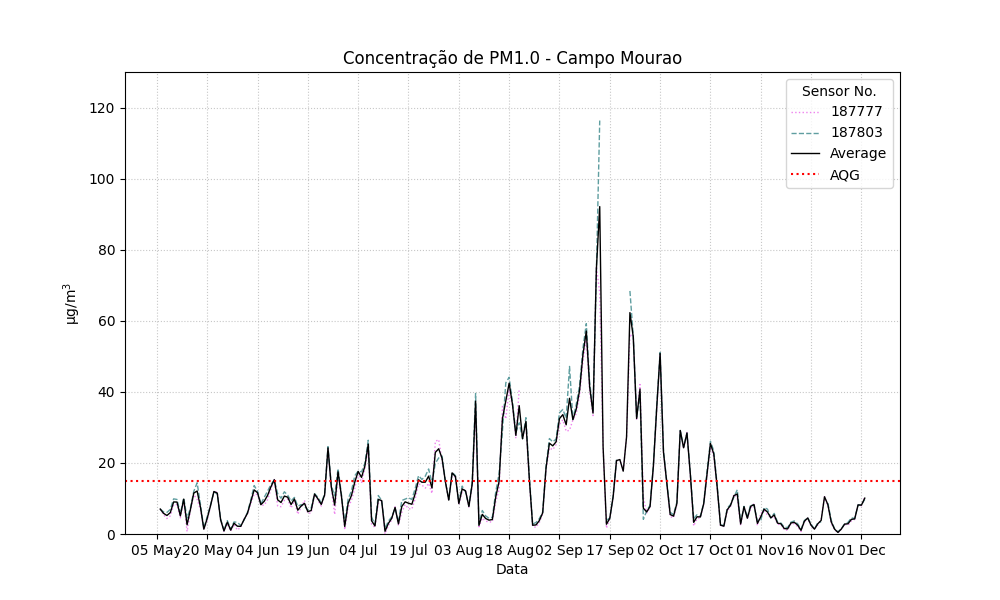 Concentração de PM1.0 - Campo Mourao
Sensor No.
187777
187803
Average
AQG
120
100
80
60
40
20
0
µg/m³
05 May 20 May 04 Jun 19 Jun 04 Jul 19 Jul 03 Aug 18 Aug 02 Sep 17 Sep 02 Oct 17 Oct 01 Nov 16 Nov 01 Dec
Data